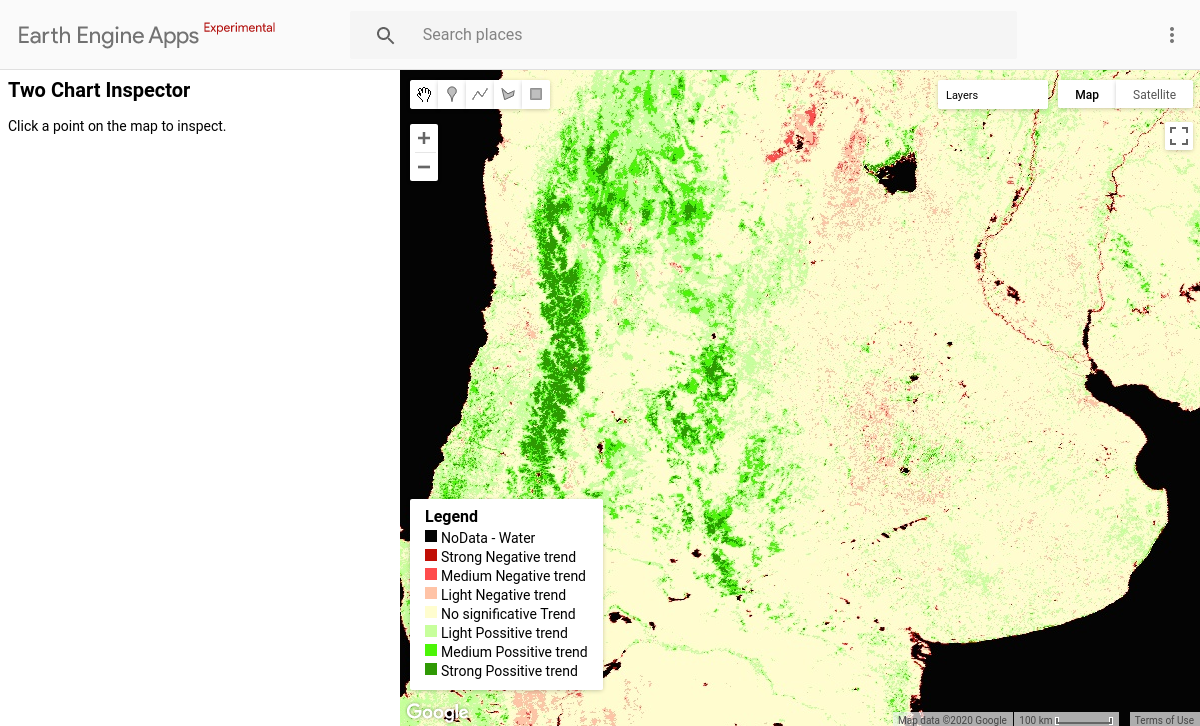 Earth Engine Apps Experimental
Search places
Two Chart Inspector
Click a point on the map to inspect.
Layers
Map
Satellite
Legend
NoData - Water
Strong Negative trend
Medium Negative trend
Light Negative trend
No significative Trend
Light Possitive trend
Medium Possitive trend
Strong Possitive trend
Google
Map data ©2020 Google
100 km
Terms of Use